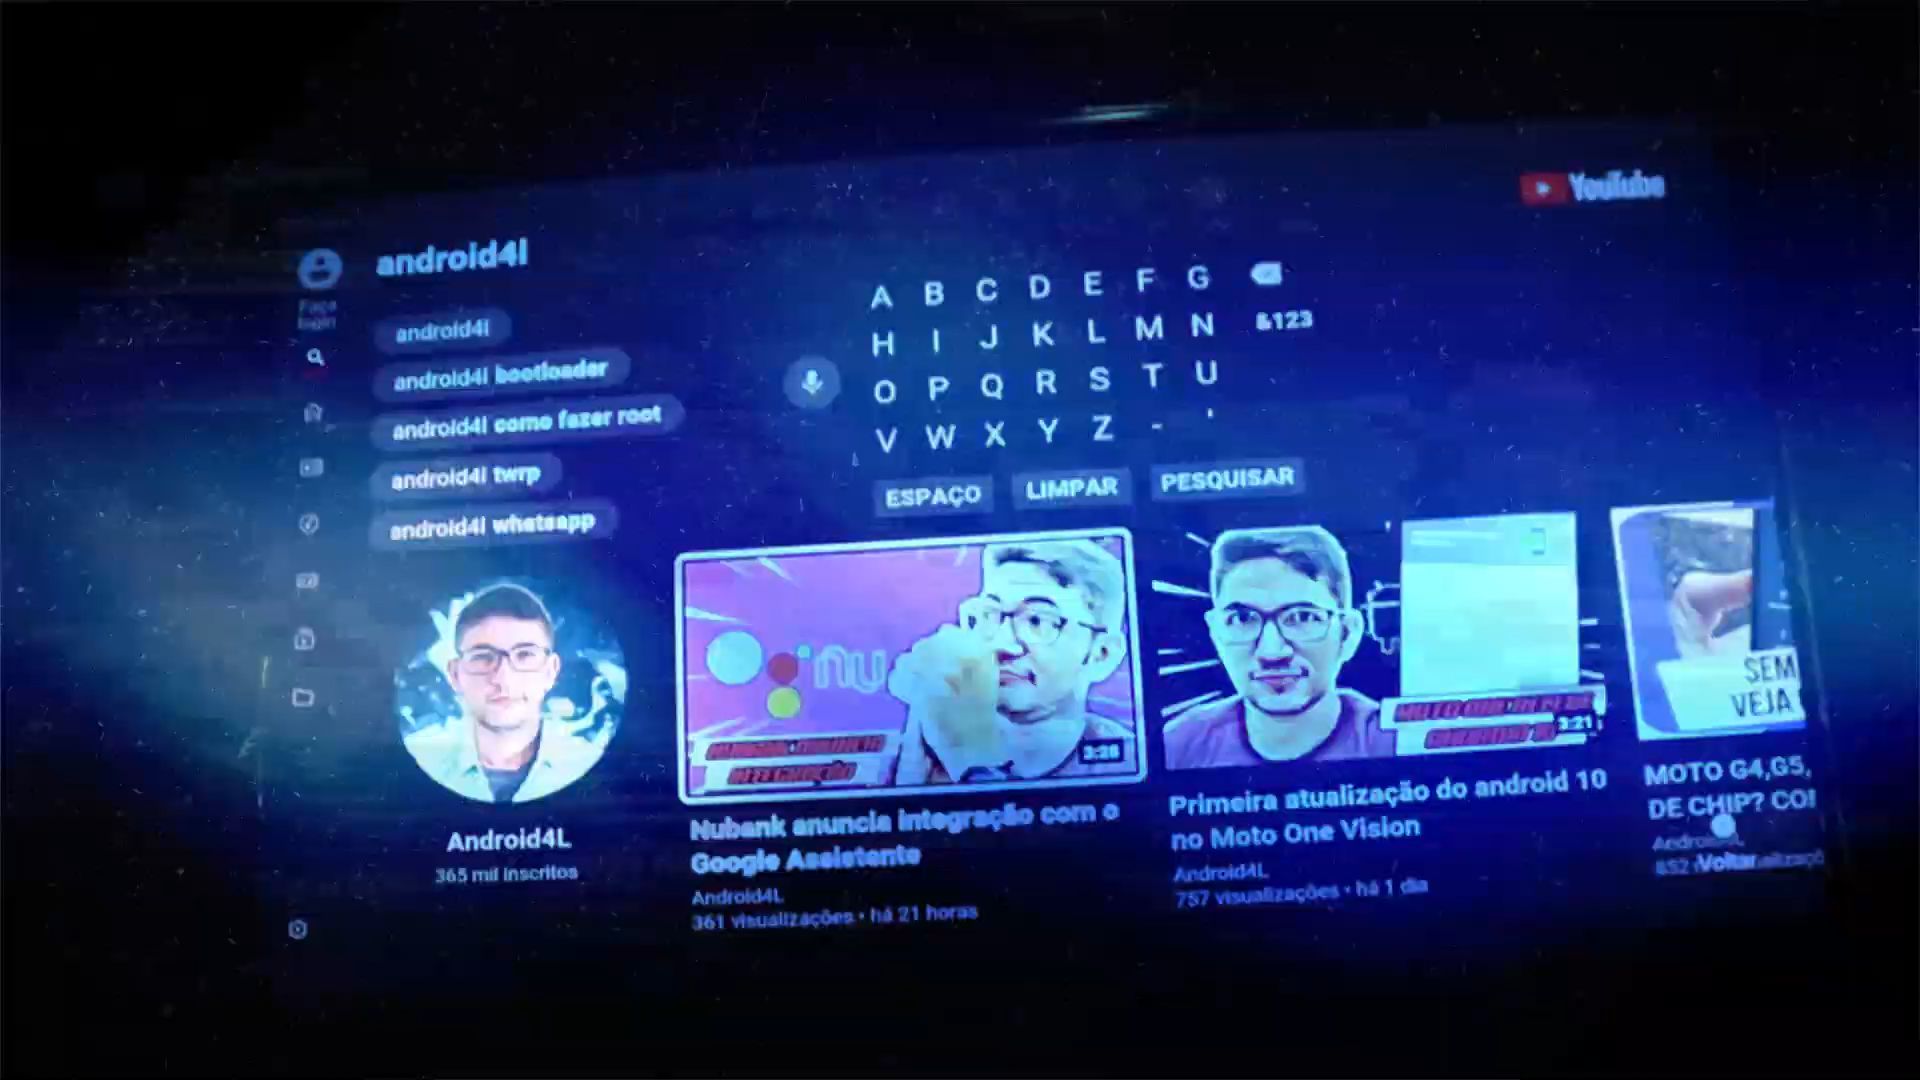 YouTube
android4l
Faça
login
android4l
android4l bootloader
android4l como fazer root
android4l twrp
android4l whatsapp
A B C D E F G
H I J K L M N &123
O P Q R S T U
V W X Y Z - '
ESPAÇO LIMPAR PESQUISAR
nu
3:26
3:21
SEM
VEJA
Android4L
365 mil inscritos
Nubank anuncia integração com o
Google Assistente
Android4L
361 visualizações • há 21 horas
Primeira atualização do android 10
no Moto One Vision
Android4L
757 visualizações • há 1 dia
MOTO G4,G5,
DE CHIP?
Voltar